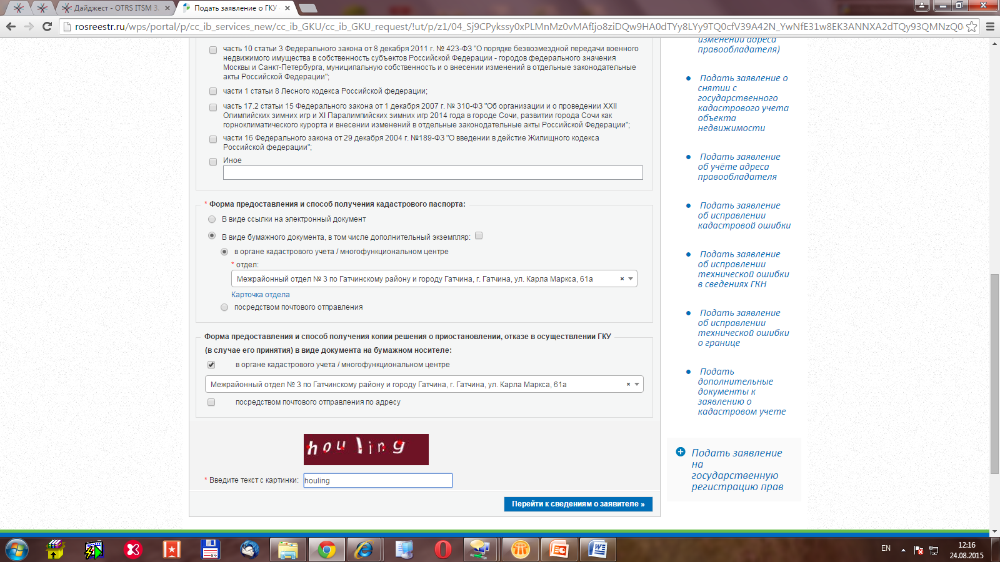 Дайджест - OTRS ITSM 3.
Подать заявление о ГКУ
rosreestr.ru/wps/portal/p/cc_ib_services_new/cc_ib_GKU/cc_ib_GKU_request/!ut/p/z1/04_Sj9CPykssy0xPLMnMz0vMAfIjo8ziDQw9HA0dTYy8LYy9TQ0cfV39A42N_YwNfE31w8EK3ANNXA2dTQy93QMNzQ0
часть 10 статьи 3 Федерального закона от 8 декабря 2011 г. № 423-ФЗ "О порядке безвозмездной передачи военного
недвижимого имущества в собственность субъектов Российской Федерации - городов федерального значения
Москвы и Санкт-Петербурга, муниципальную собственность и о внесении изменений в отдельные законодательные
акты Российской Федерации";
части 1 статьи 8 Лесного кодекса Российской федерации;
часть 17.2 статьи 15 Федерального закона от 1 декабря 2007 г. № 310-ФЗ "Об организации и о проведении XXII
Олимпийских зимних игр и XI Паралимпийских зимних игр 2014 года в городе Сочи, развитии города Сочи как
горноклиматического курорта и внесении изменений в отдельные законодательные акты Российской Федерации";
части 16 Федерального закона от 29 декабря 2004 г. №189-ФЗ "О введении в дейстие Жилищного кодекса
Российской федерации";
Иное
* Форма предоставления и способ получения кадастрового паспорта:
В виде ссылки на электронный документ
В виде бумажного документа, в том числе дополнительный экземпляр:
в органе кадастрового учета / многофункциональном центре
* отдел:
Межрайонный отдел № 3 по Гатчинскому району и городу Гатчина, г. Гатчина, ул. Карла Маркса, 61а
Карточка отдела
посредством почтового отправления
Форма предоставления и способ получения копии решения о приостановлении, отказе в осуществлении ГКУ
(в случае его принятия) в виде документа на бумажном носителе:
в органе кадастрового учета / многофункциональном центре
Межрайонный отдел № 3 по Гатчинскому району и городу Гатчина, г. Гатчина, ул. Карла Маркса, 61а
посредством почтового отправления по адресу
houling
* Введите текст с картинки: houling
Перейти к сведениям о заявителе »
изменении адреса
правообладателя)
Подать заявление о
снятии с
государственного
кадастрового учета
объекта
недвижимости
Подать заявление
об учёте адреса
правообладателя
Подать заявление
об исправлении
кадастровой ошибки
Подать заявление
об исправлении
технической ошибки
в сведениях ГКН
Подать заявление
об исправлении
технической ошибки
о границе
Подать
дополнительные
документы к
заявлению о
кадастровом учете
Подать заявление
на
государственную
регистрацию прав
64
EN
12:16
24.08.2015